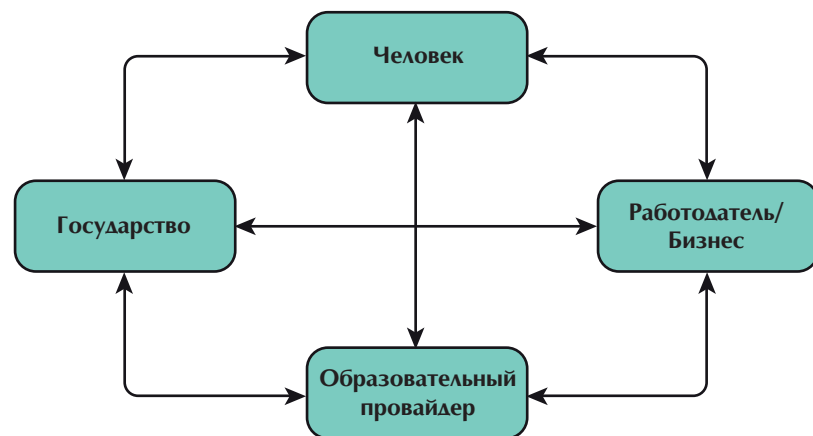 Человек
Государство
Работодатель/
Бизнес
Образовательный
провайдер